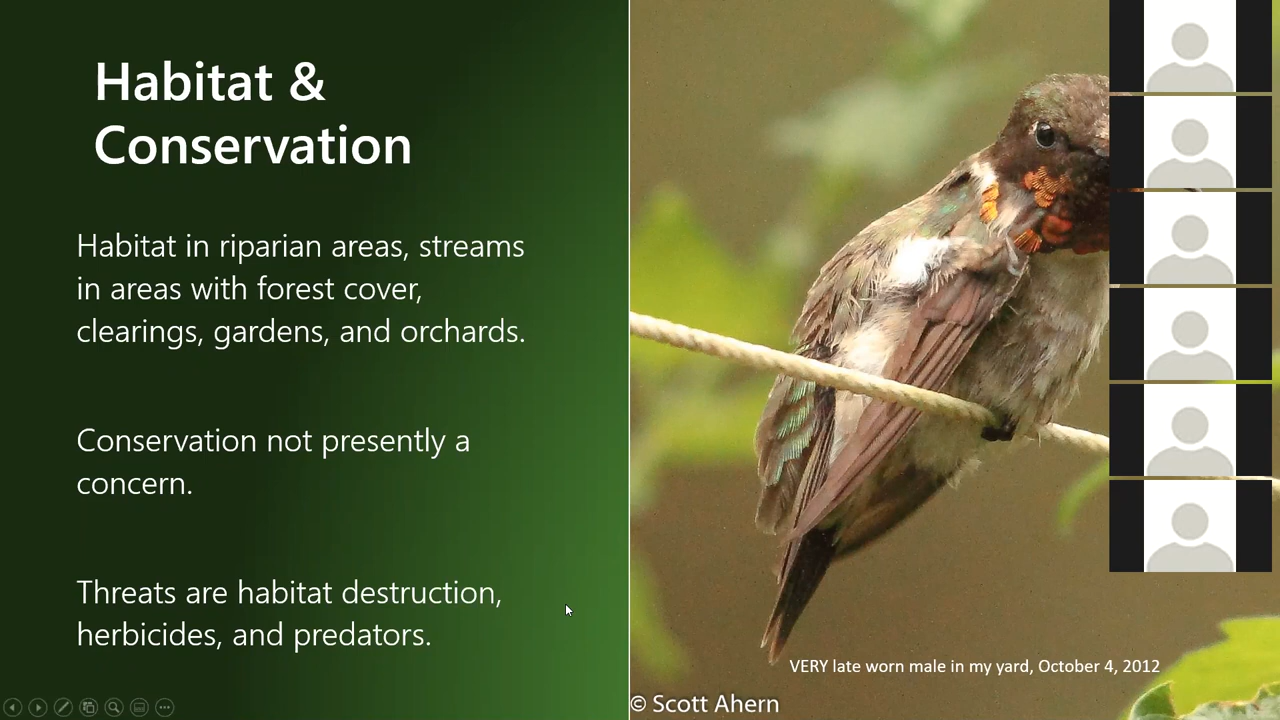 Habitat &
Conservation
Habitat in riparian areas, streams
in areas with forest cover,
clearings, gardens, and orchards.
Conservation not presently a
concern.
Threats are habitat destruction,
herbicides, and predators.
VERY late worn male in my yard, October 4, 2012
© Scott Ahern